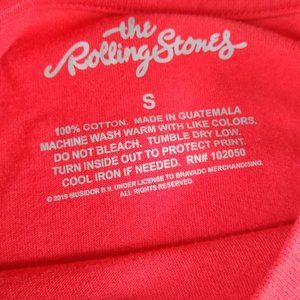 the
Rolling Stones
S
100% COTTON. MADE IN GUATEMALA
MACHINE WASH WARM WITH LIKE COLORS.
DO NOT BLEACH. TUMBLE DRY LOW.
TURN INSIDE OUT TO PROTECT PRINT.
COOL IRON IF NEEDED. RN# 102050
© 2019 MUSIDOR B.V. UNDER LICENSE TO BRAVADO MERCHANDISING.
ALL RIGHTS RESERVED.